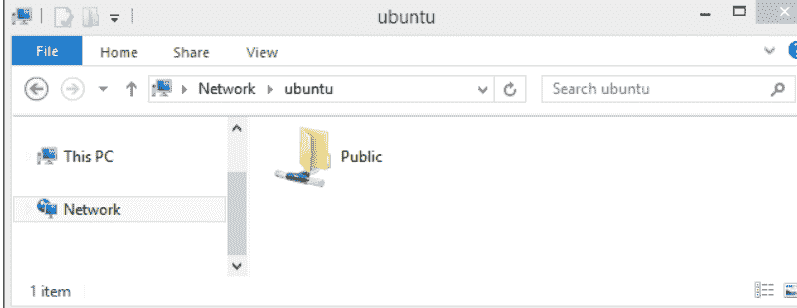 ubuntu
File Home Share View
Network ubuntu Search ubuntu
This PC
Public
Network
1 item